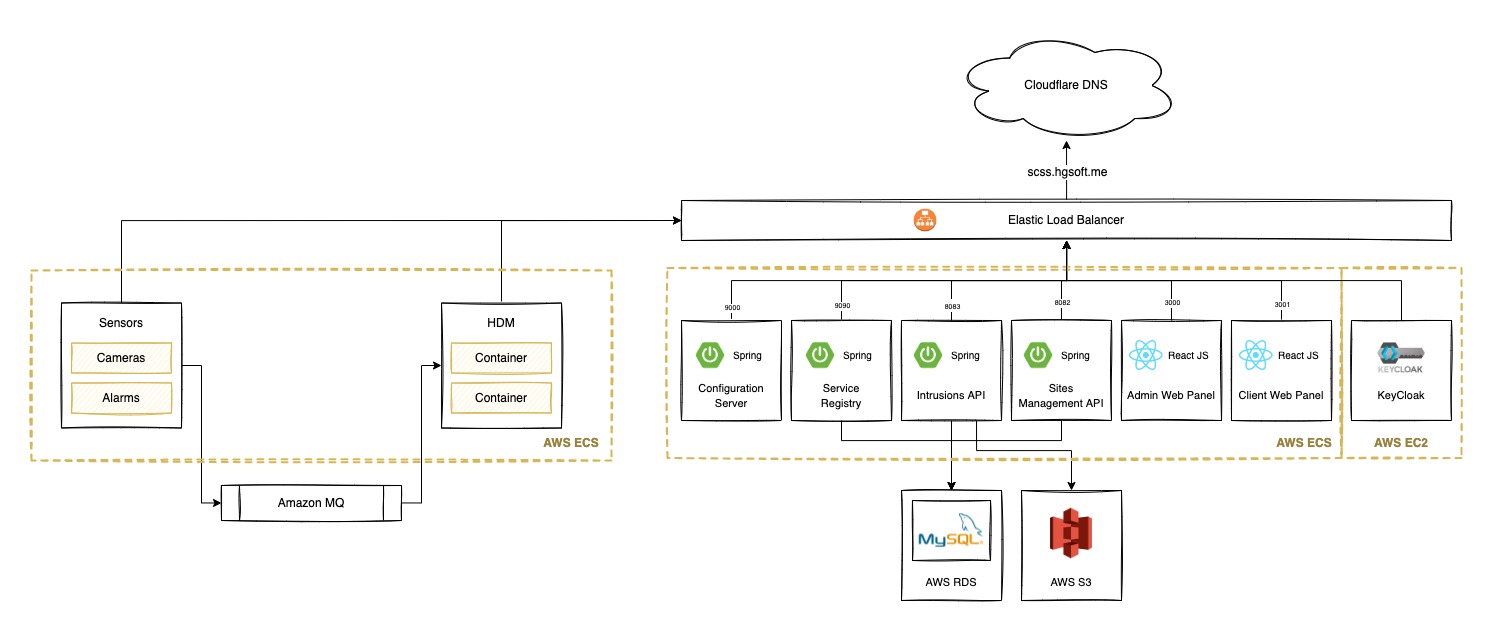 Cloudflare DNS
scss.hgsoft.me
Elastic Load Balancer
Sensors
Cameras
Alarms
HDM
Container
Container
AWS ECS
Amazon MQ
9000
9090
8083
8082
3000
3001
Spring
Configuration
Server
Spring
Service
Registry
Spring
Intrusions API
Spring
Sites
Management API
React JS
Admin Web Panel
React JS
Client Web Panel
KEYCLOAK
KeyCloak
AWS ECS
AWS EC2
MySQL
AWS RDS
AWS S3